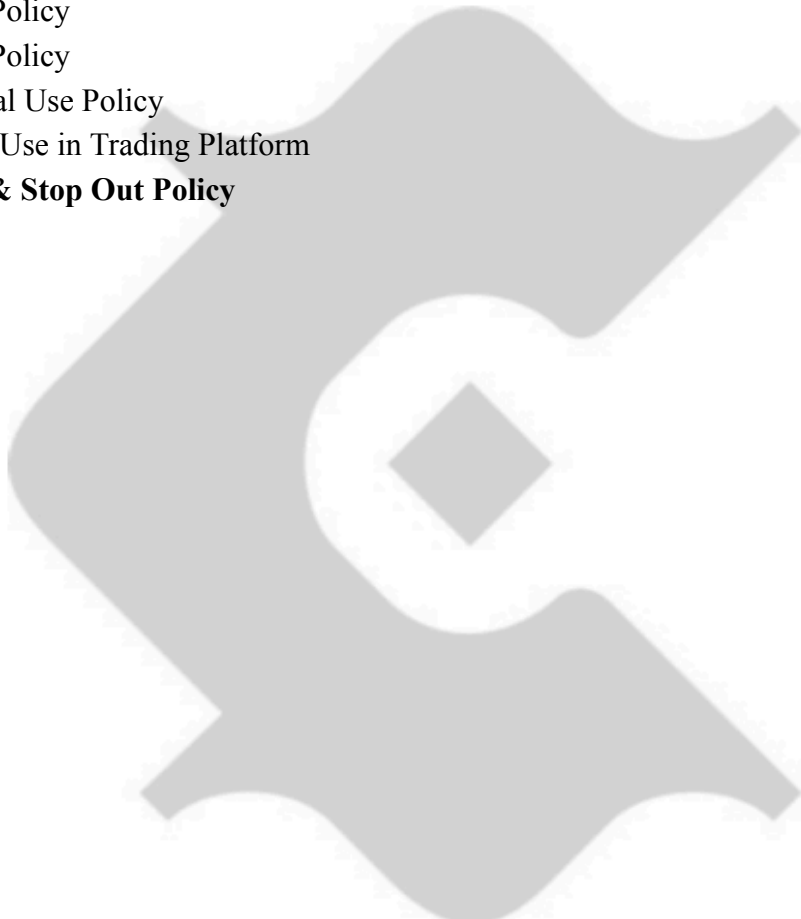 Policy
Policy
al Use Policy
Use in Trading Platform
& Stop Out Policy